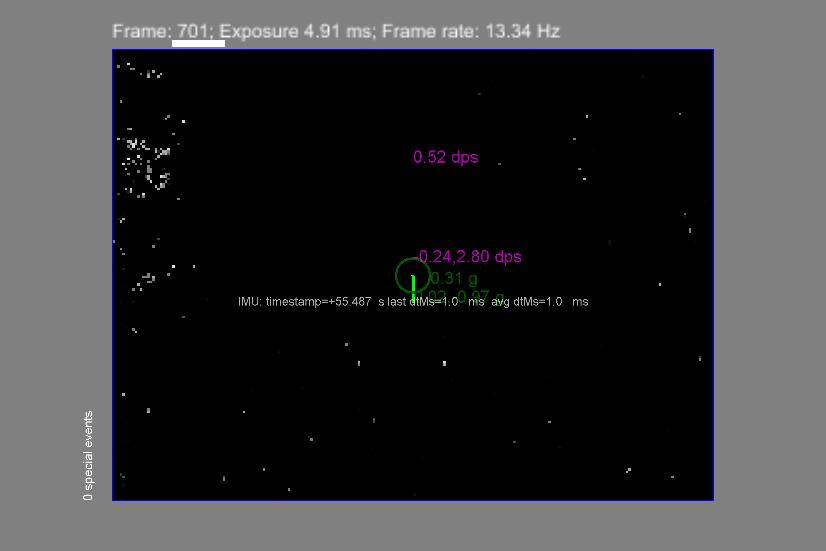 Frame: 701; Exposure 4.91 ms; Frame rate: 13.34 Hz
0.52 dps
-0.24,2.80 dps
0.31 g
IMU: timestamp=+55.487 s last dtMs=1.0 ms avg dtMs=1.0 ms
0 special events